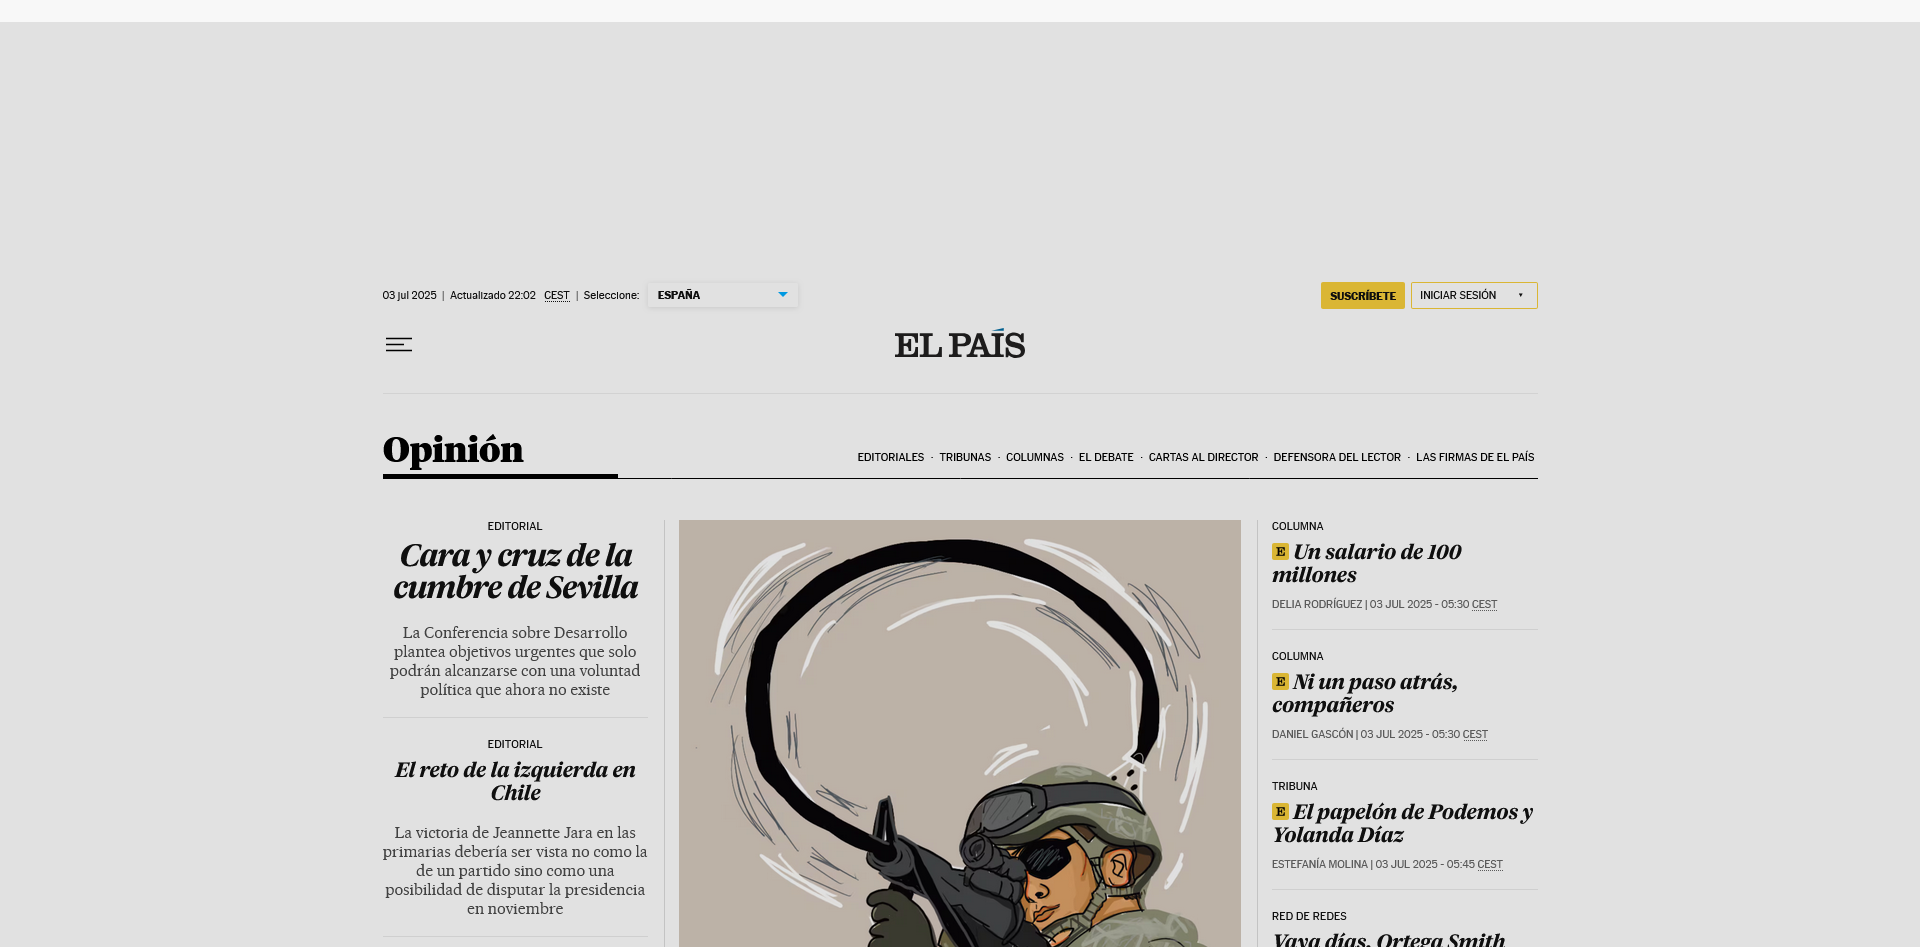 03 jul 2025 | Actualizado 22:02 CEST | Seleccione: ESPAÑA
SUSCRÍBETE
INICIAR SESIÓN
EL PAÍS
Opinión
EDITORIALES · TRIBUNAS · COLUMNAS · EL DEBATE · CARTAS AL DIRECTOR · DEFENSORA DEL LECTOR · LAS FIRMAS DE EL PAÍS
EDITORIAL
Cara y cruz de la
cumbre de Sevilla
La Conferencia sobre Desarrollo
plantea objetivos urgentes que solo
podrán alcanzarse con una voluntad
política que ahora no existe
EDITORIAL
El reto de la izquierda en
Chile
La victoria de Jeannette Jara en las
primarias debería ser vista no como la
de un partido sino como una
posibilidad de disputar la presidencia
en noviembre
COLUMNA
E Un salario de 100
millones
DELIA RODRÍGUEZ | 03 JUL 2025 - 05:30 CEST
COLUMNA
E Ni un paso atrás,
compañeros
DANIEL GASCÓN | 03 JUL 2025 - 05:30 CEST
TRIBUNA
E El papelón de Podemos y
Yolanda Díaz
ESTEFANÍA MOLINA | 03 JUL 2025 - 05:45 CEST
RED DE REDES
Vaya días, Ortega Smith